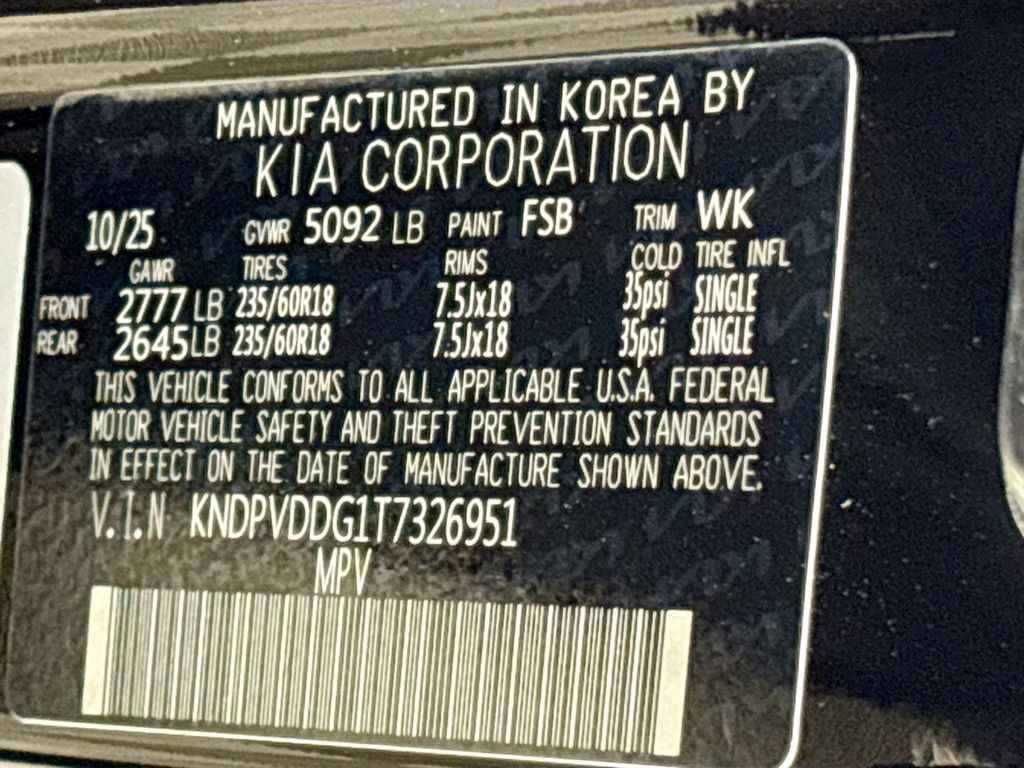 MANUFACTURED IN KOREA BY
KIA CORPORATION
10/25 GVWR 5092 LB PAINT FSB TRIM WK
GAWR TIRES RIMS COLD TIRE INFL
FRONT 2777 LB 235/60R18 7.5Jx18 35psi SINGLE
REAR 2645LB 235/60R18 7.5Jx18 35psi SINGLE
THIS VEHICLE CONFORMS TO ALL APPLICABLE U.S.A. FEDERAL
MOTOR VEHICLE SAFETY AND THEFT PREVENTION STANDARDS
IN EFFECT ON THE DATE OF MANUFACTURE SHOWN ABOVE.
V.I.N KNDPVDDG1T7326951
MPV